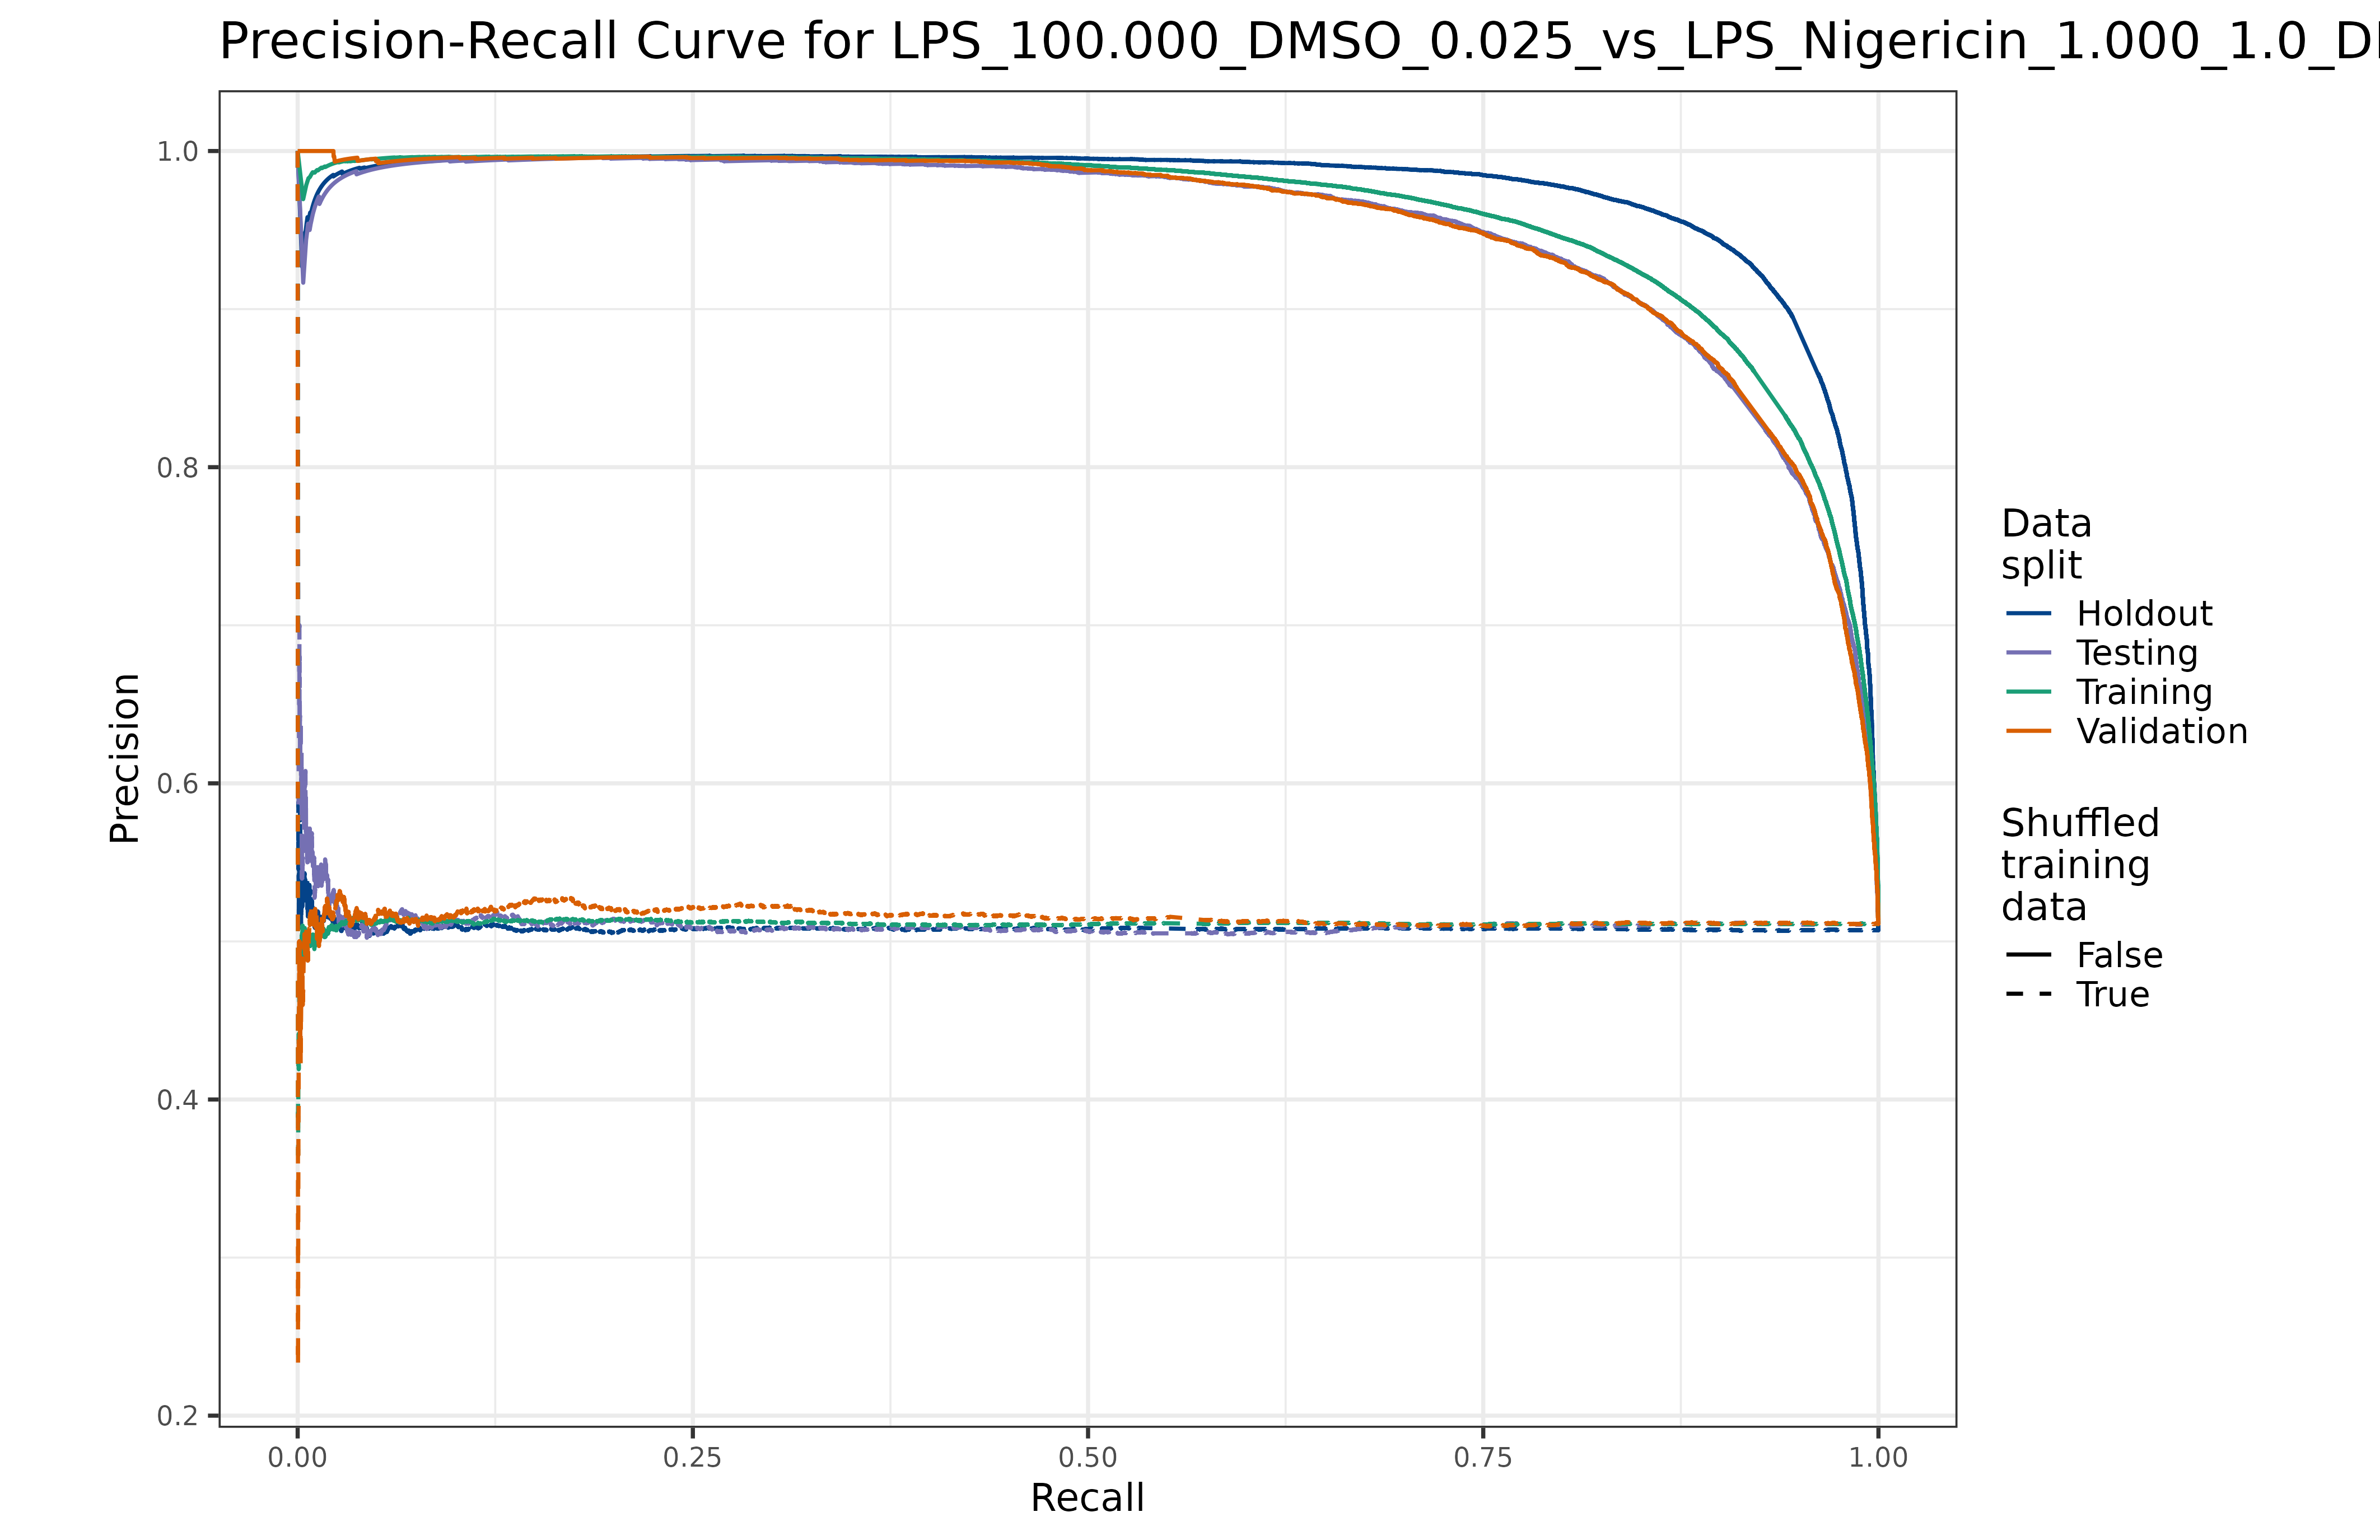 Precision-Recall Curve for LPS_100.000_DMSO_0.025_vs_LPS_Nigericin_1.000_1.0_D
1.0
0.8
0.6
0.4
0.2
Precision
0.00 0.25 0.50 0.75 1.00
Recall
Data
split
Holdout
Testing
Training
Validation
Shuffled
training
data
False
True